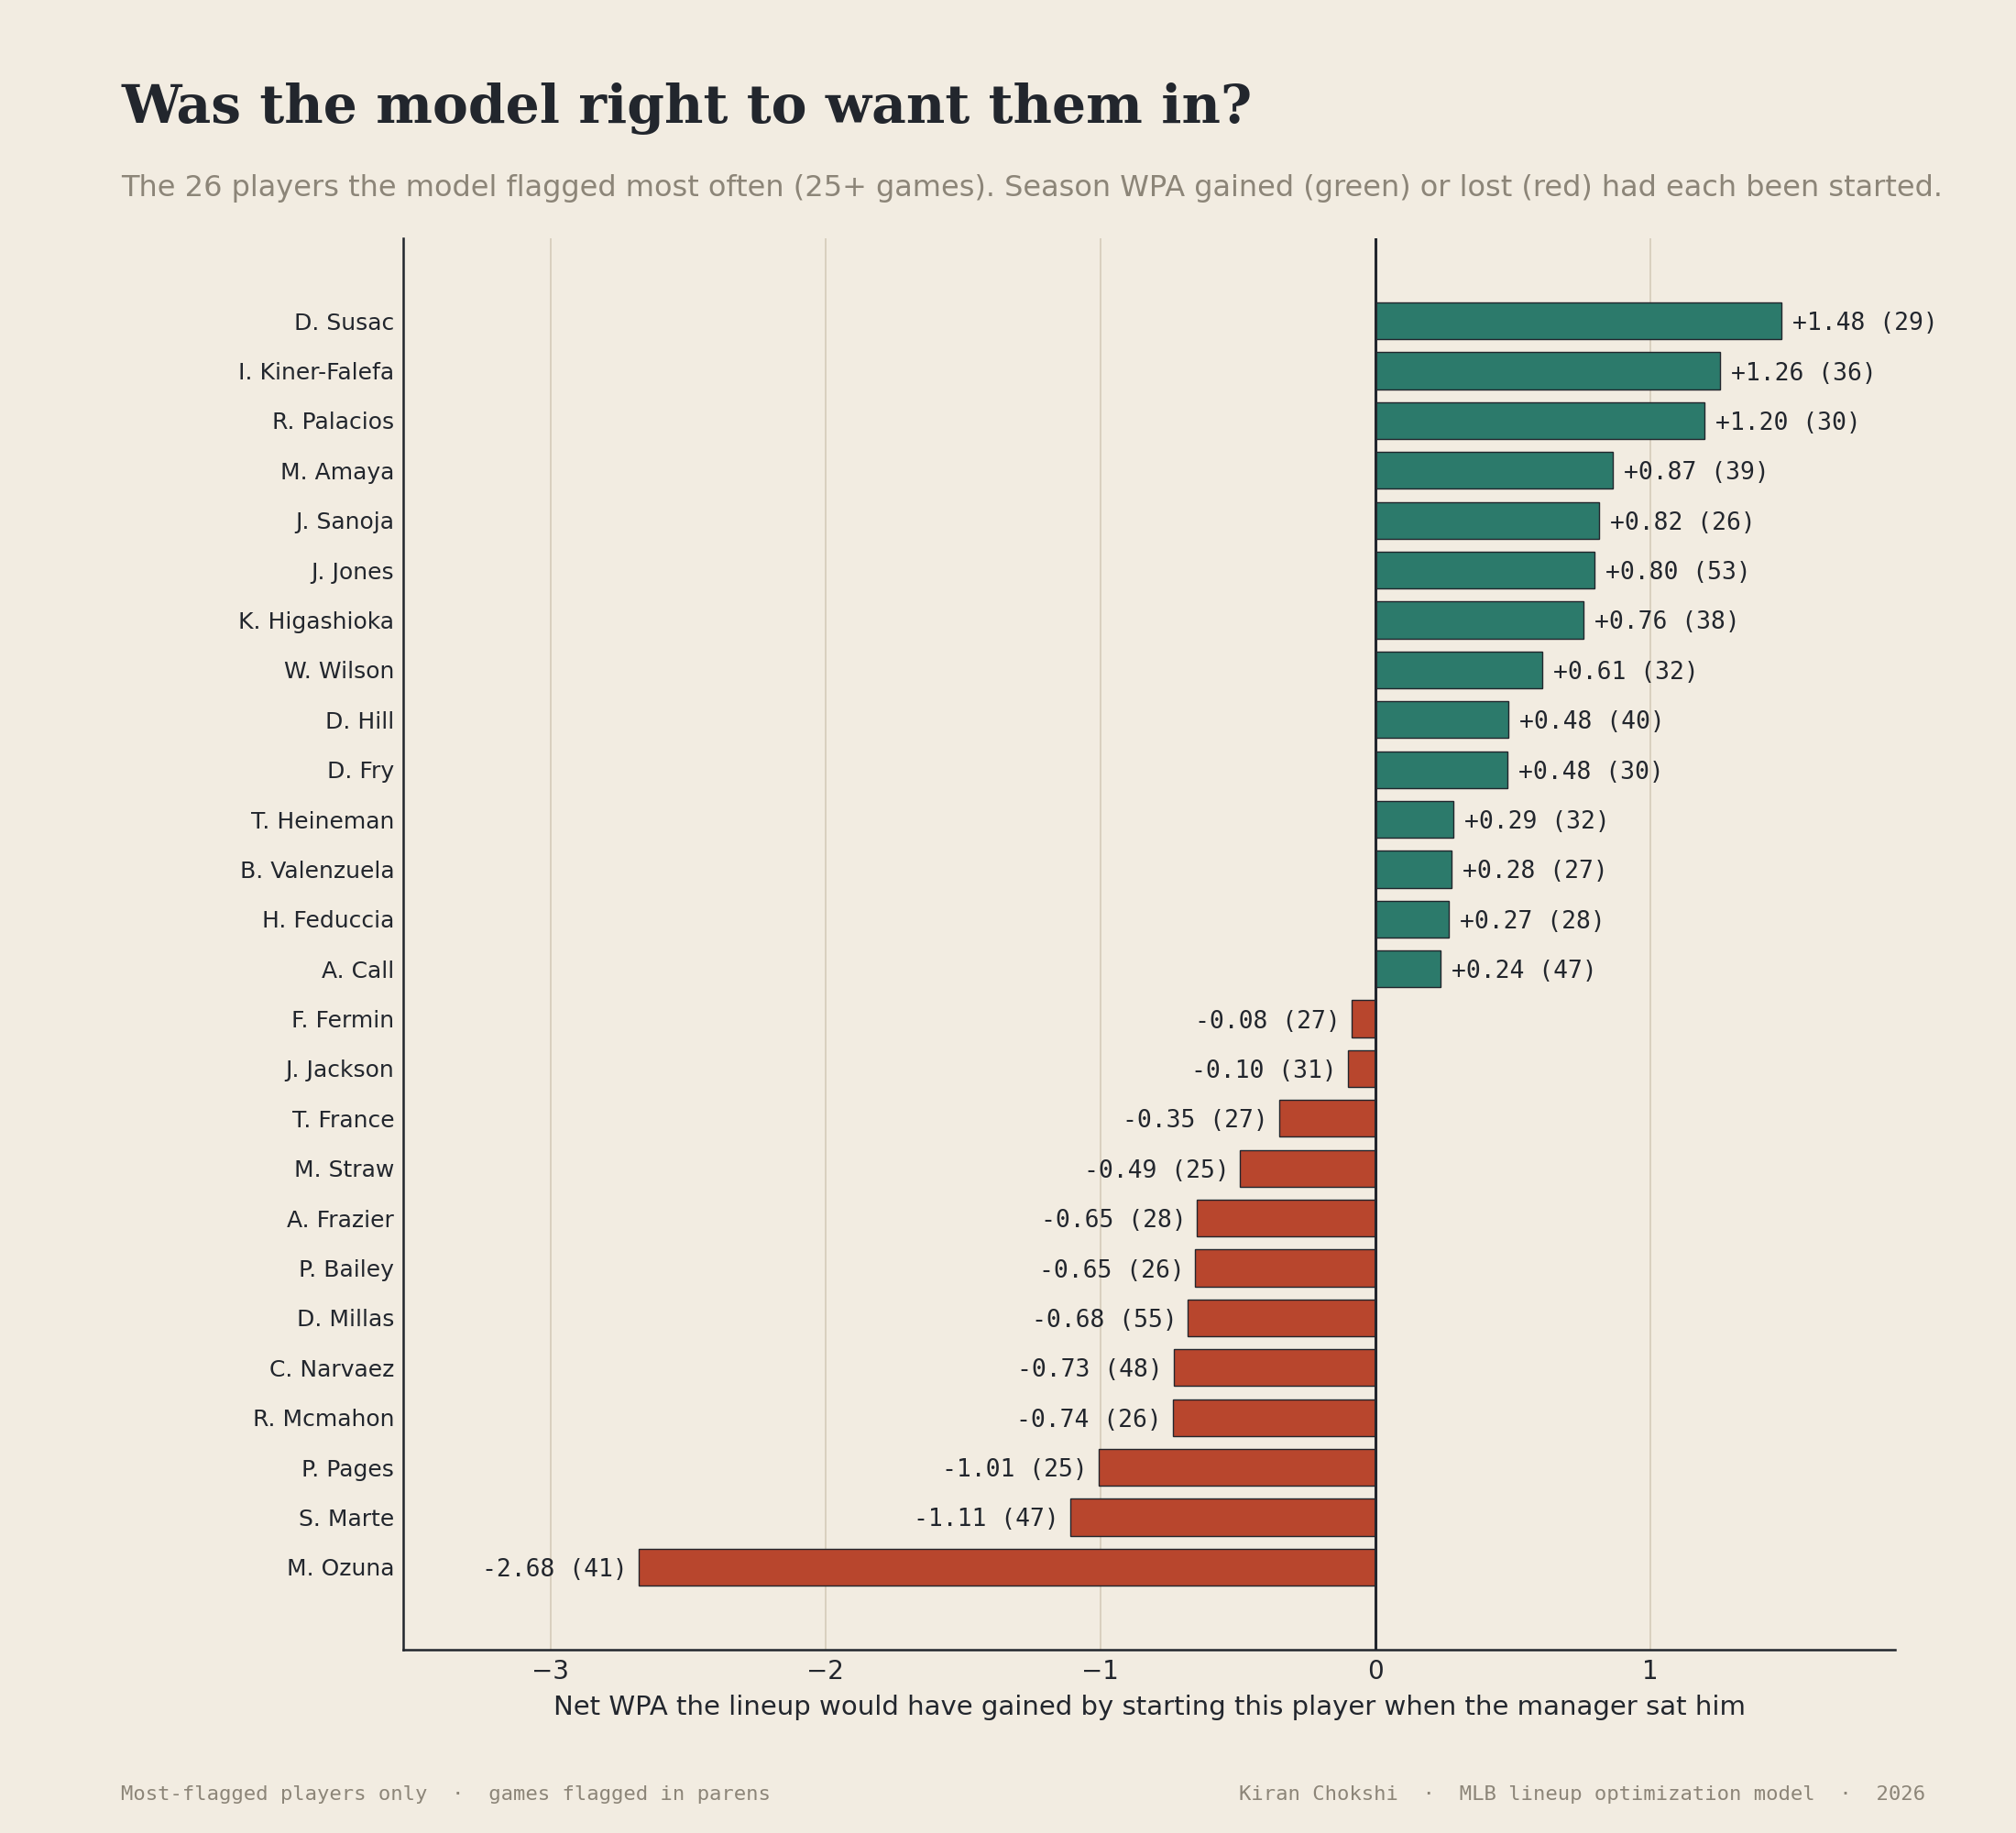 Was the model right to want them in?
The 26 players the model flagged most often (25+ games). Season WPA gained (green) or lost (red) had each been started.
D. Susac +1.48 (29)
I. Kiner-Falefa +1.26 (36)
R. Palacios +1.20 (30)
M. Amaya +0.87 (39)
J. Sanoja +0.82 (26)
J. Jones +0.80 (53)
K. Higashioka +0.76 (38)
W. Wilson +0.61 (32)
D. Hill +0.48 (40)
D. Fry +0.48 (30)
T. Heineman +0.29 (32)
B. Valenzuela +0.28 (27)
H. Feduccia +0.27 (28)
A. Call +0.24 (47)
F. Fermin -0.08 (27)
J. Jackson -0.10 (31)
T. France -0.35 (27)
M. Straw -0.49 (25)
A. Frazier -0.65 (28)
P. Bailey -0.65 (26)
D. Millas -0.68 (55)
C. Narvaez -0.73 (48)
R. Mcmahon -0.74 (26)
P. Pages -1.01 (25)
S. Marte -1.11 (47)
M. Ozuna -2.68 (41)
−3 −2 −1 0 1
Net WPA the lineup would have gained by starting this player when the manager sat him
Most-flagged players only · games flagged in parens
Kiran Chokshi · MLB lineup optimization model · 2026